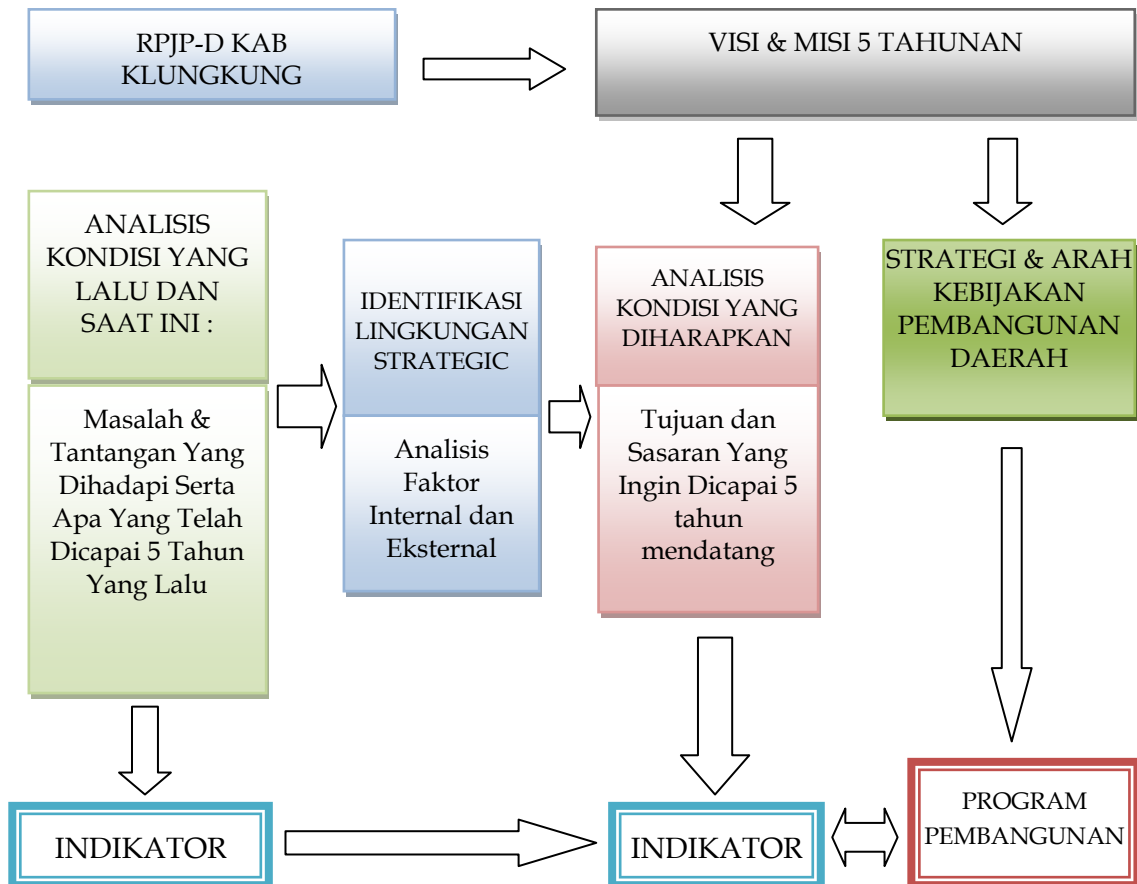 RPJP-D KAB
KLUNGKUNG
VISI & MISI 5 TAHUNAN
ANALISIS
KONDISI YANG
LALU DAN
SAAT INI :
Masalah &
Tantangan Yang
Dihadapi Serta
Apa Yang Telah
Dicapai 5 Tahun
Yang Lalu
IDENTIFIKASI
LINGKUNGAN
STRATEGIC
Analisis
Faktor
Internal dan
Eksternal
ANALISIS
KONDISI YANG
DIHARAPKAN
Tujuan dan
Sasaran Yang
Ingin Dicapai 5
tahun
mendatang
STRATEGI & ARAH
KEBIJAKAN
PEMBANGUNAN
DAERAH
INDIKATOR
INDIKATOR
PROGRAM
PEMBANGUNAN